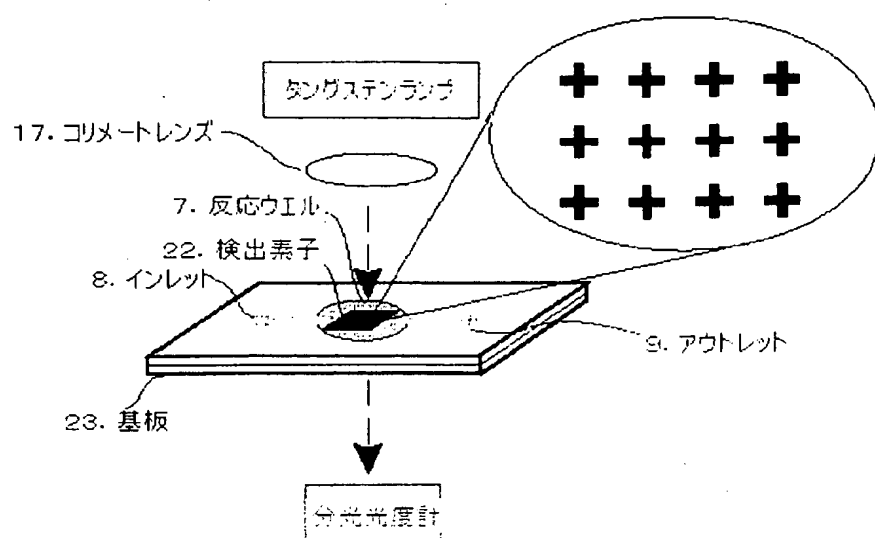 タングステンランプ
17. コリメートレンズ
7. 反応ウエル
22. 検出素子
8. インレット
9. アウトレット
23. 基板
分光光度計